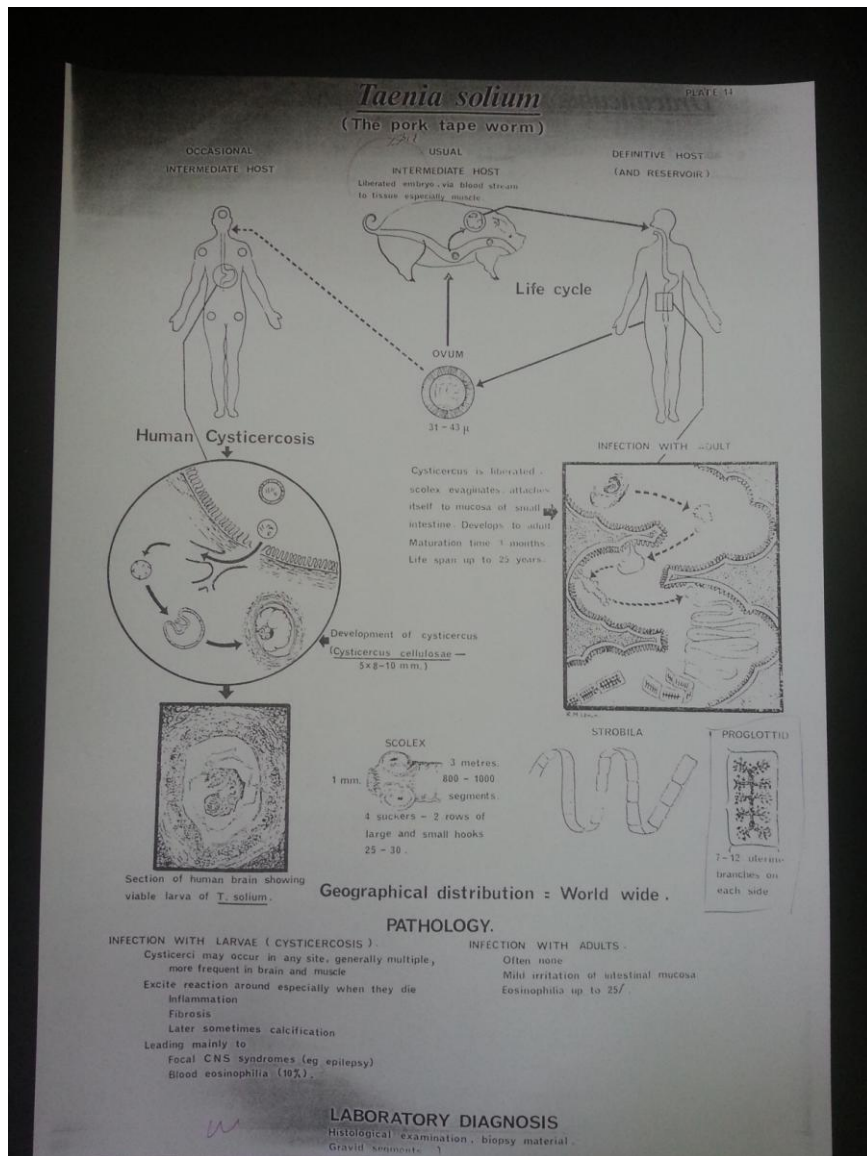 PLATE 14
Taenia solium
(The pork tape worm)
OCCASIONAL
INTERMEDIATE HOST
USUAL
INTERMEDIATE HOST
Liberated embryo, via blood stream
to tissue especially muscle.
DEFINITIVE HOST
(AND RESERVOIR)
Life cycle
OVUM
31 - 43 µ
Human Cysticercosis
INFECTION WITH ADULT
Cysticercus is liberated,
scolex evaginates, attaches
itself to mucosa of small
intestine. Develops to adult
Maturation time 3 months.
Life span up to 25 years.
Development of cysticercus
(Cysticercus cellulosae —
5×8-10 mm.)
SCOLEX
1 mm.
3 metres.
800 - 1000
segments.
4 suckers - 2 rows of
large and small hooks
25 - 30.
STROBILA
PROGLOTTID
7-12 uterine
branches on
each side
Section of human brain showing
viable larva of T. solium.
Geographical distribution = World wide.
PATHOLOGY.
INFECTION WITH LARVAE (CYSTICERCOSIS).
Cysticerci may occur in any site, generally multiple,
more frequent in brain and muscle
Excite reaction around especially when they die
Inflammation
Fibrosis
Later sometimes calcification
Leading mainly to
Focal CNS syndromes (eg epilepsy)
Blood eosinophilia (10%).
INFECTION WITH ADULTS.
Often none
Mild irritation of intestinal mucosa
Eosinophilia up to 25/
LABORATORY DIAGNOSIS
Histological examination, biopsy material.
Gravid segments